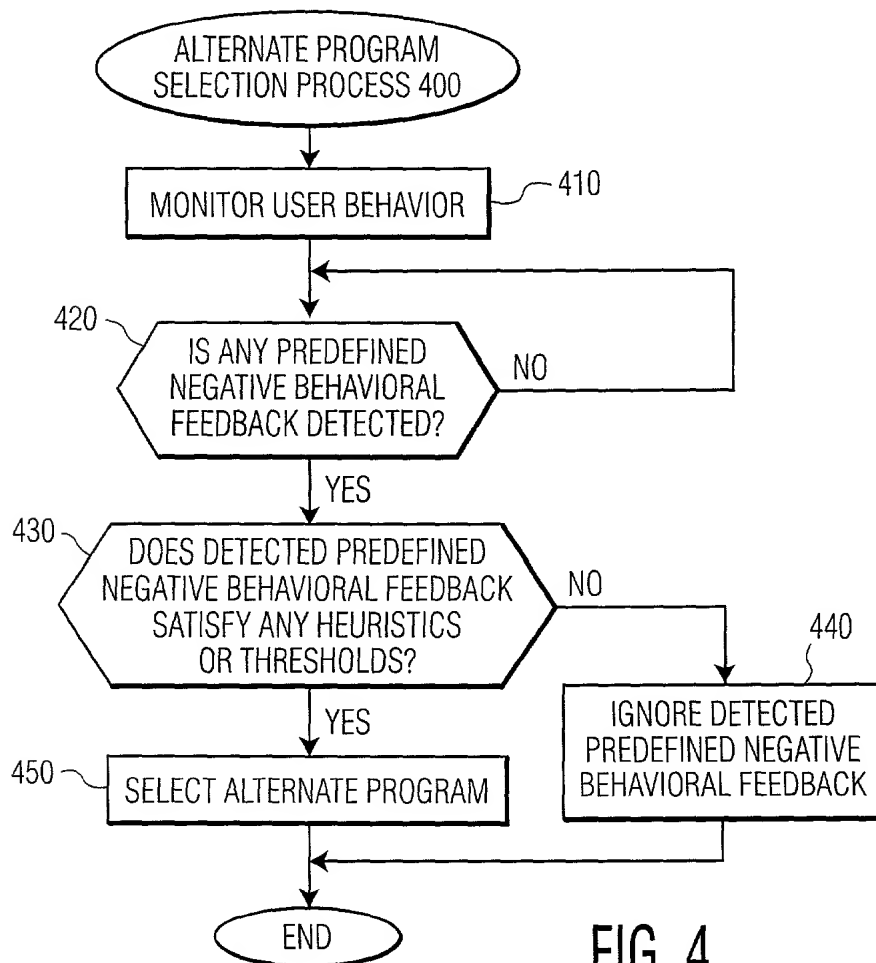 ALTERNATE PROGRAM
SELECTION PROCESS 400
MONITOR USER BEHAVIOR
410
420
IS ANY PREDEFINED
NEGATIVE BEHAVIORAL
FEEDBACK DETECTED?
NO
YES
430
DOES DETECTED PREDEFINED
NEGATIVE BEHAVIORAL FEEDBACK
SATISFY ANY HEURISTICS
OR THRESHOLDS?
NO
440
IGNORE DETECTED
PREDEFINED NEGATIVE
BEHAVIORAL FEEDBACK
YES
450
SELECT ALTERNATE PROGRAM
END
FIG. 4